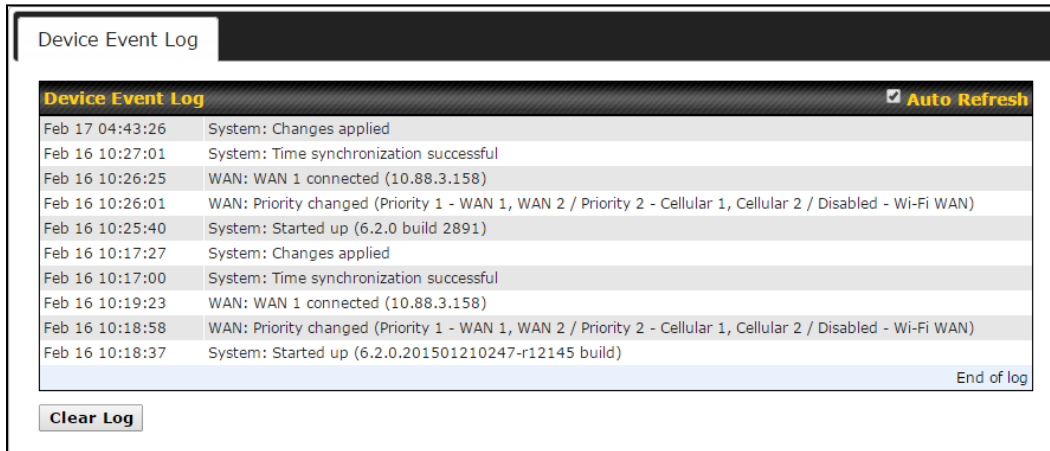 Device Event Log
Device Event Log Auto Refresh
Feb 17 04:43:26 System: Changes applied
Feb 16 10:27:01 System: Time synchronization successful
Feb 16 10:26:25 WAN: WAN 1 connected (10.88.3.158)
Feb 16 10:26:01 WAN: Priority changed (Priority 1 - WAN 1, WAN 2 / Priority 2 - Cellular 1, Cellular 2 / Disabled - Wi-Fi WAN)
Feb 16 10:25:40 System: Started up (6.2.0 build 2891)
Feb 16 10:17:27 System: Changes applied
Feb 16 10:17:00 System: Time synchronization successful
Feb 16 10:19:23 WAN: WAN 1 connected (10.88.3.158)
Feb 16 10:18:58 WAN: Priority changed (Priority 1 - WAN 1, WAN 2 / Priority 2 - Cellular 1, Cellular 2 / Disabled - Wi-Fi WAN)
Feb 16 10:18:37 System: Started up (6.2.0.201501210247-r12145 build)
End of log
Clear Log